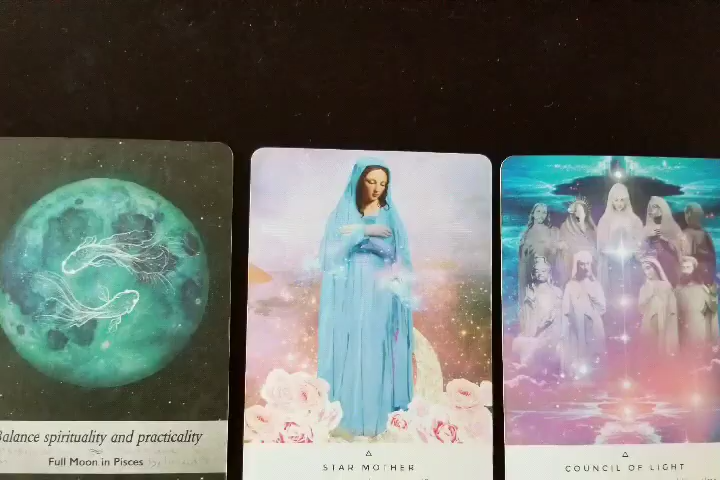 Balance spirituality and practicality
Full Moon in Pisces
STAR MOTHER
COUNCIL OF LIGHT